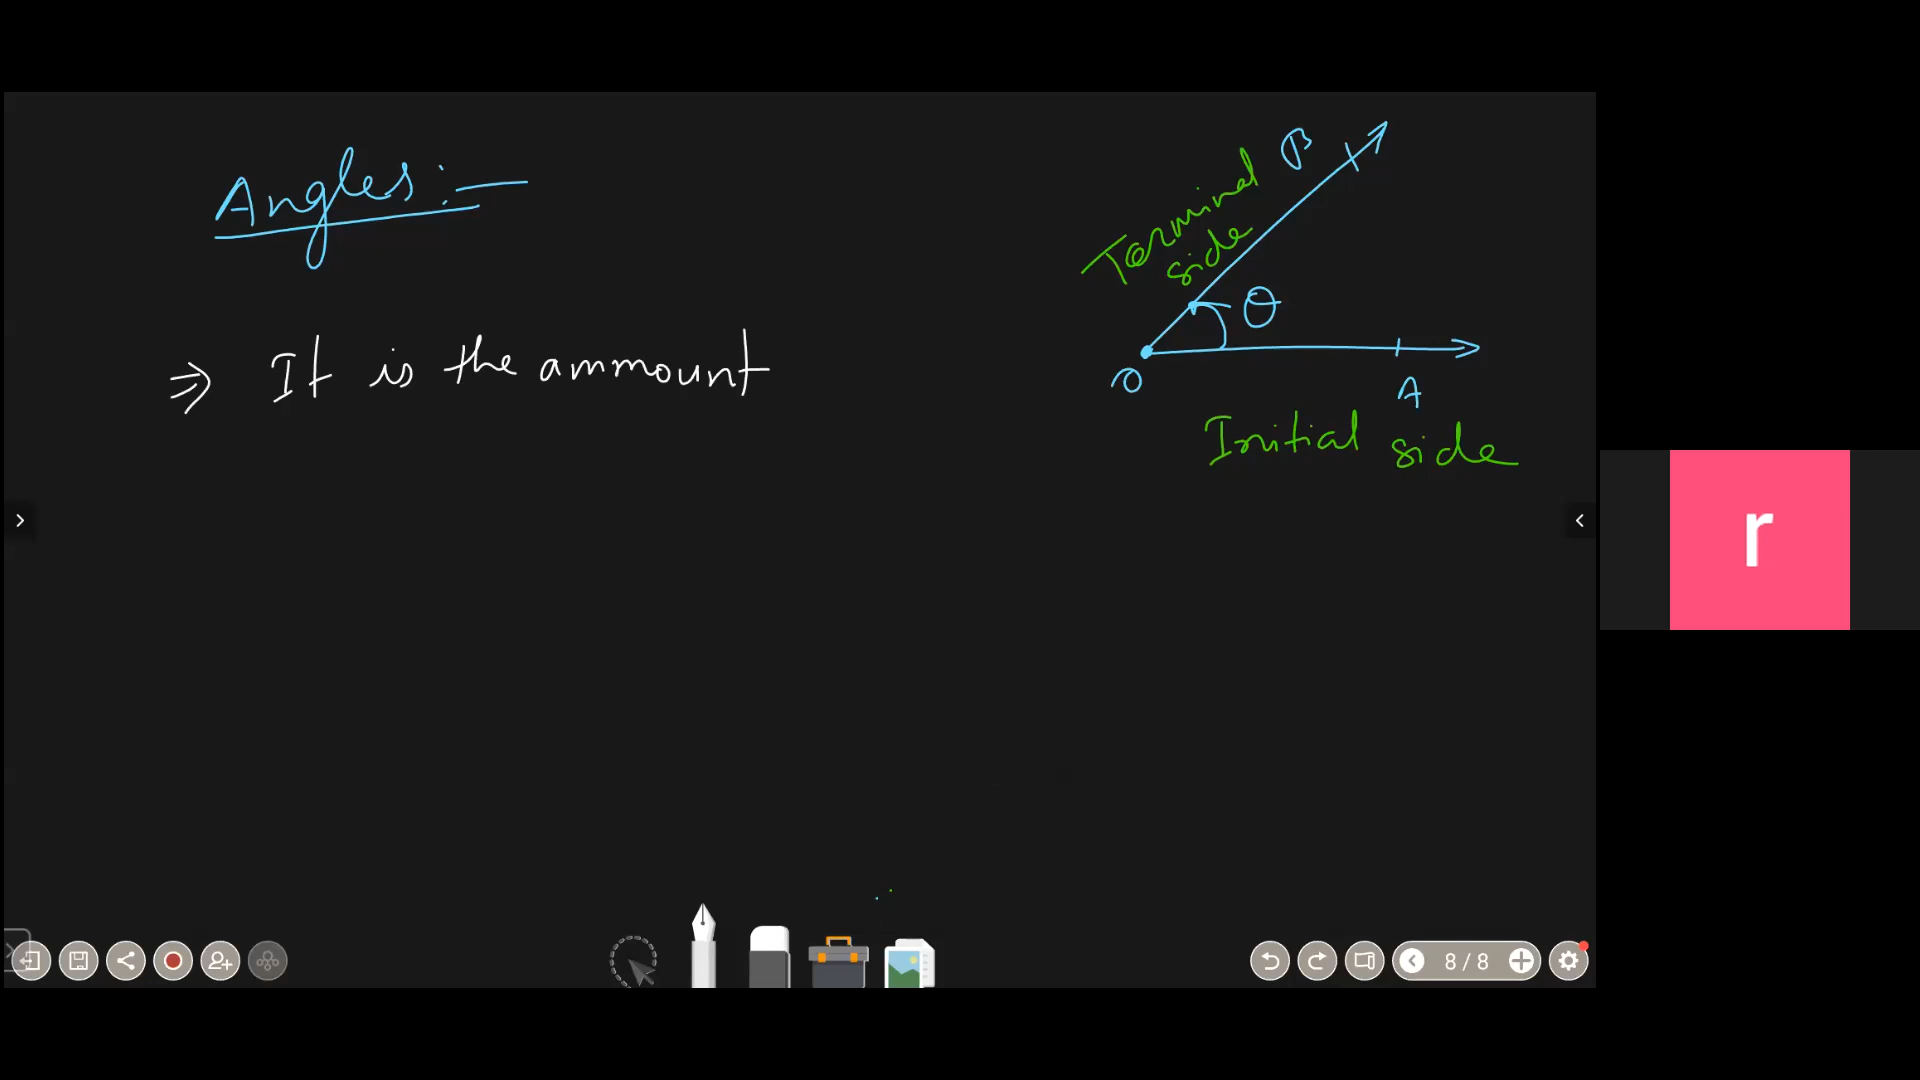 Angles :-
Terminal
side
B
θ
⇒ It is the ammount
O
A
Initial side
r
8 / 8